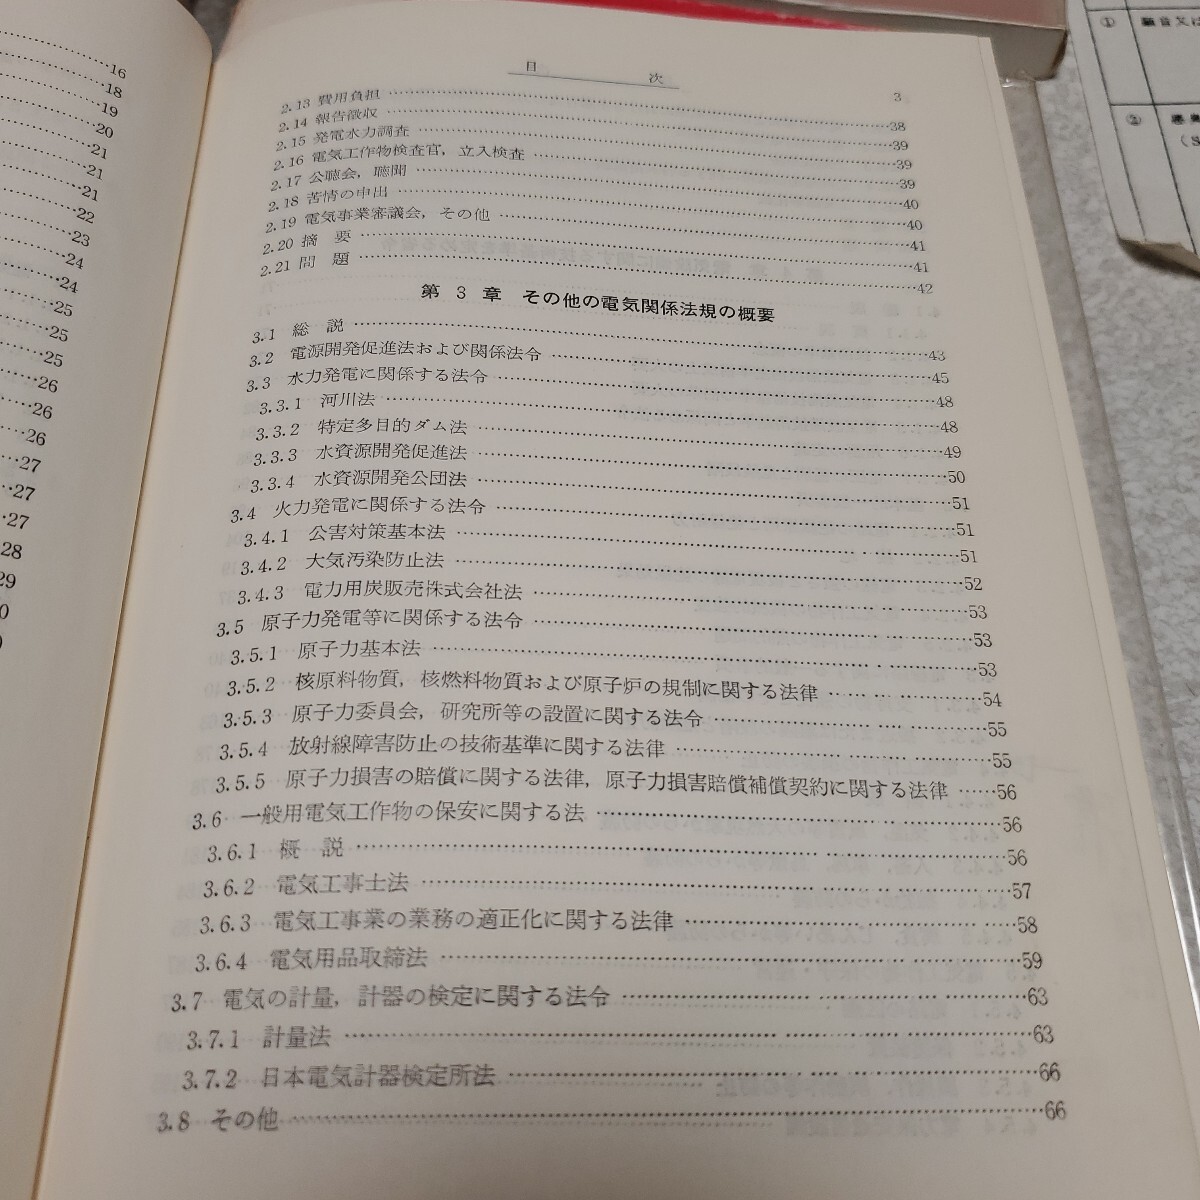 16
18
19
20
21
21
21
22
23
24
24
25
25
25
26
26
26
27
27
27
28
29
0
目 次
3
2.13 費用負担 38
2.14 報告徴収 39
2.15 発電水力調査 39
2.16 電気工作物検査官，立入検査 39
2.17 公聴会，聴聞 40
2.18 苦情の申出 40
2.19 電気事業審議会，その他 41
2.20 摘 要 41
2.21 問 題 42
第 3 章 その他の電気関係法規の概要
3.1 総 説 43
3.2 電源開発促進法および関係法令 45
3.3 水力発電に関係する法令 48
3.3.1 河川法 48
3.3.2 特定多目的ダム法 49
3.3.3 水資源開発促進法 50
3.3.4 水資源開発公団法 51
3.4 火力発電に関係する法令 51
3.4.1 公害対策基本法 51
3.4.2 大気汚染防止法 52
3.4.3 電力用炭販売株式会社法 53
3.5 原子力発電等に関係する法令 53
3.5.1 原子力基本法 53
3.5.2 核原料物質，核燃料物質および原子炉の規制に関する法律 54
3.5.3 原子力委員会，研究所等の設置に関する法令 55
3.5.4 放射線障害防止の技術基準に関する法律 55
3.5.5 原子力損害の賠償に関する法律，原子力損害賠償補償契約に関する法律 56
3.6 一般用電気工作物の保安に関する法 56
3.6.1 概 説 56
3.6.2 電気工事士法 57
3.6.3 電気工事業の業務の適正化に関する法律 58
3.6.4 電気用品取締法 59
3.7 電気の計量，計器の検定に関する法令 63
3.7.1 計量法 63
3.7.2 日本電気計器検定所法 66
3.8 その他 66
① 騒音又は
②
(S